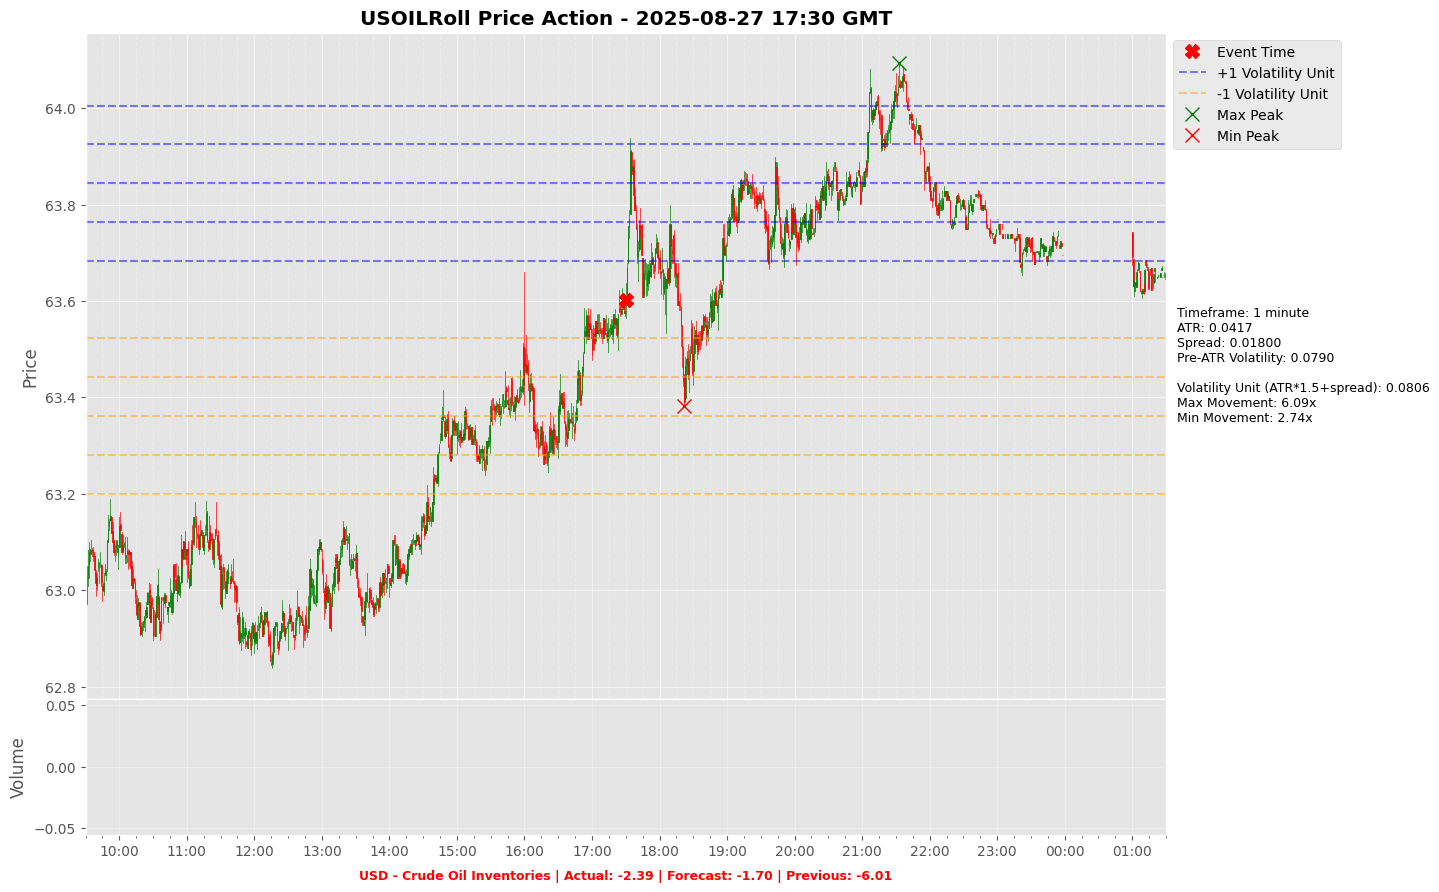 USOILRoll Price Action - 2025-08-27 17:30 GMT
Event Time
+1 Volatility Unit
-1 Volatility Unit
Max Peak
Min Peak
Price
64.0
63.8
63.6
63.4
63.2
63.0
62.8
Timeframe: 1 minute
ATR: 0.0417
Spread: 0.01800
Pre-ATR Volatility: 0.0790
Volatility Unit (ATR*1.5+spread): 0.0806
Max Movement: 6.09x
Min Movement: 2.74x
Volume
0.05
0.00
−0.05
10:00 11:00 12:00 13:00 14:00 15:00 16:00 17:00 18:00 19:00 20:00 21:00 22:00 23:00 00:00 01:00
USD - Crude Oil Inventories | Actual: -2.39 | Forecast: -1.70 | Previous: -6.01